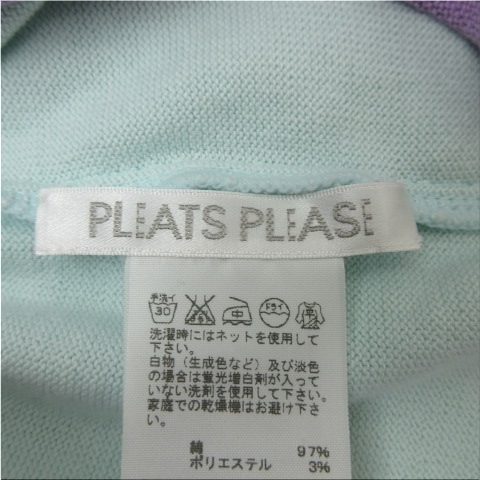 PLEATS PLEASE
手洗イ 30 ドライ
洗濯時にはネットを使用して
下さい。
白物（生成色など）及び淡色
の場合は蛍光増白剤が入って
いない洗剤を使用して下さい。
家庭での乾燥機はお避け下さ
い。
綿 97%
ポリエステル 3%